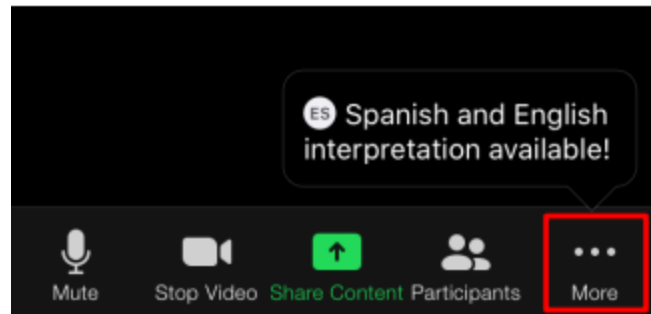 ES Spanish and English
interpretation available!
Mute Stop Video Share Content Participants More